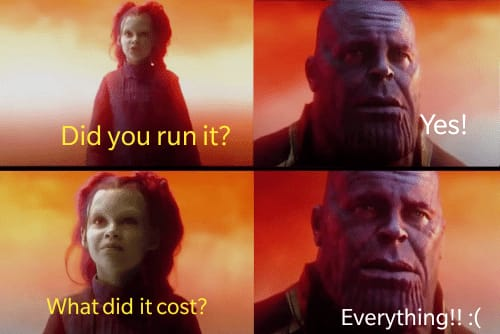 Did you run it?
Yes!
What did it cost?
Everything!! :(